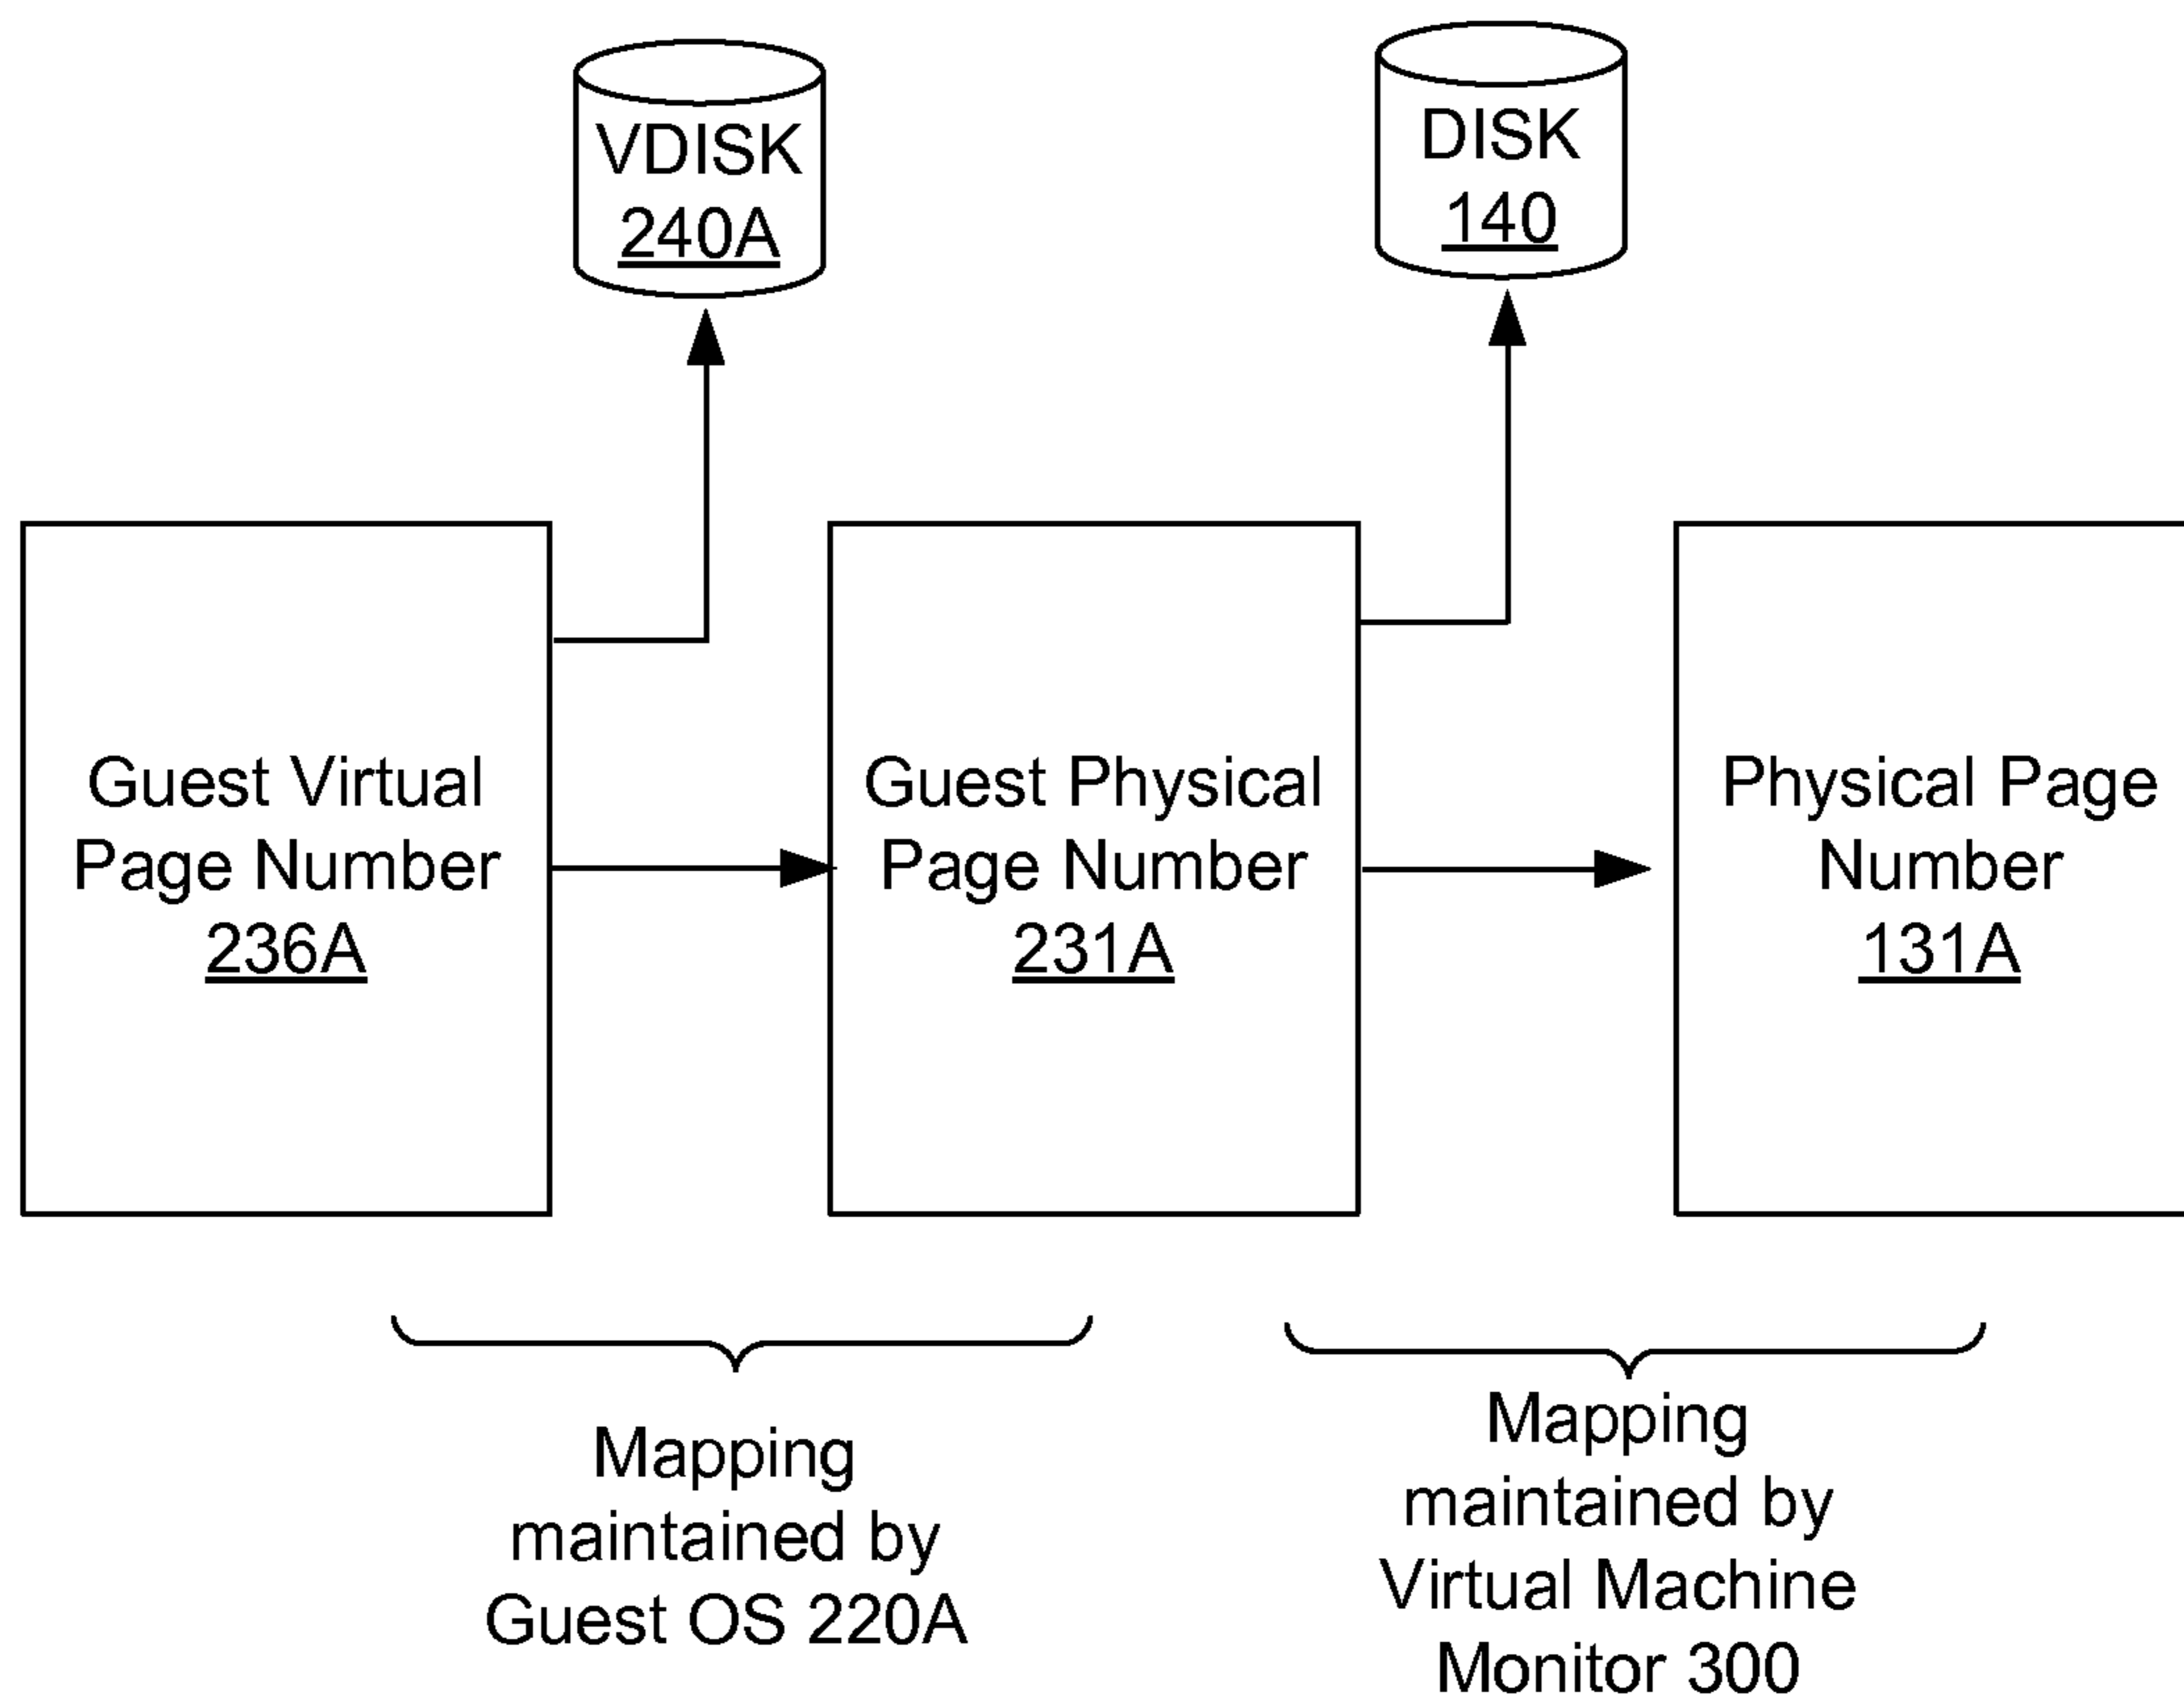 VDISK
240A
DISK
140
Guest Virtual
Page Number
236A
Guest Physical
Page Number
231A
Physical Page
Number
131A
Mapping
maintained by
Guest OS 220A
Mapping
maintained by
Virtual Machine
Monitor 300